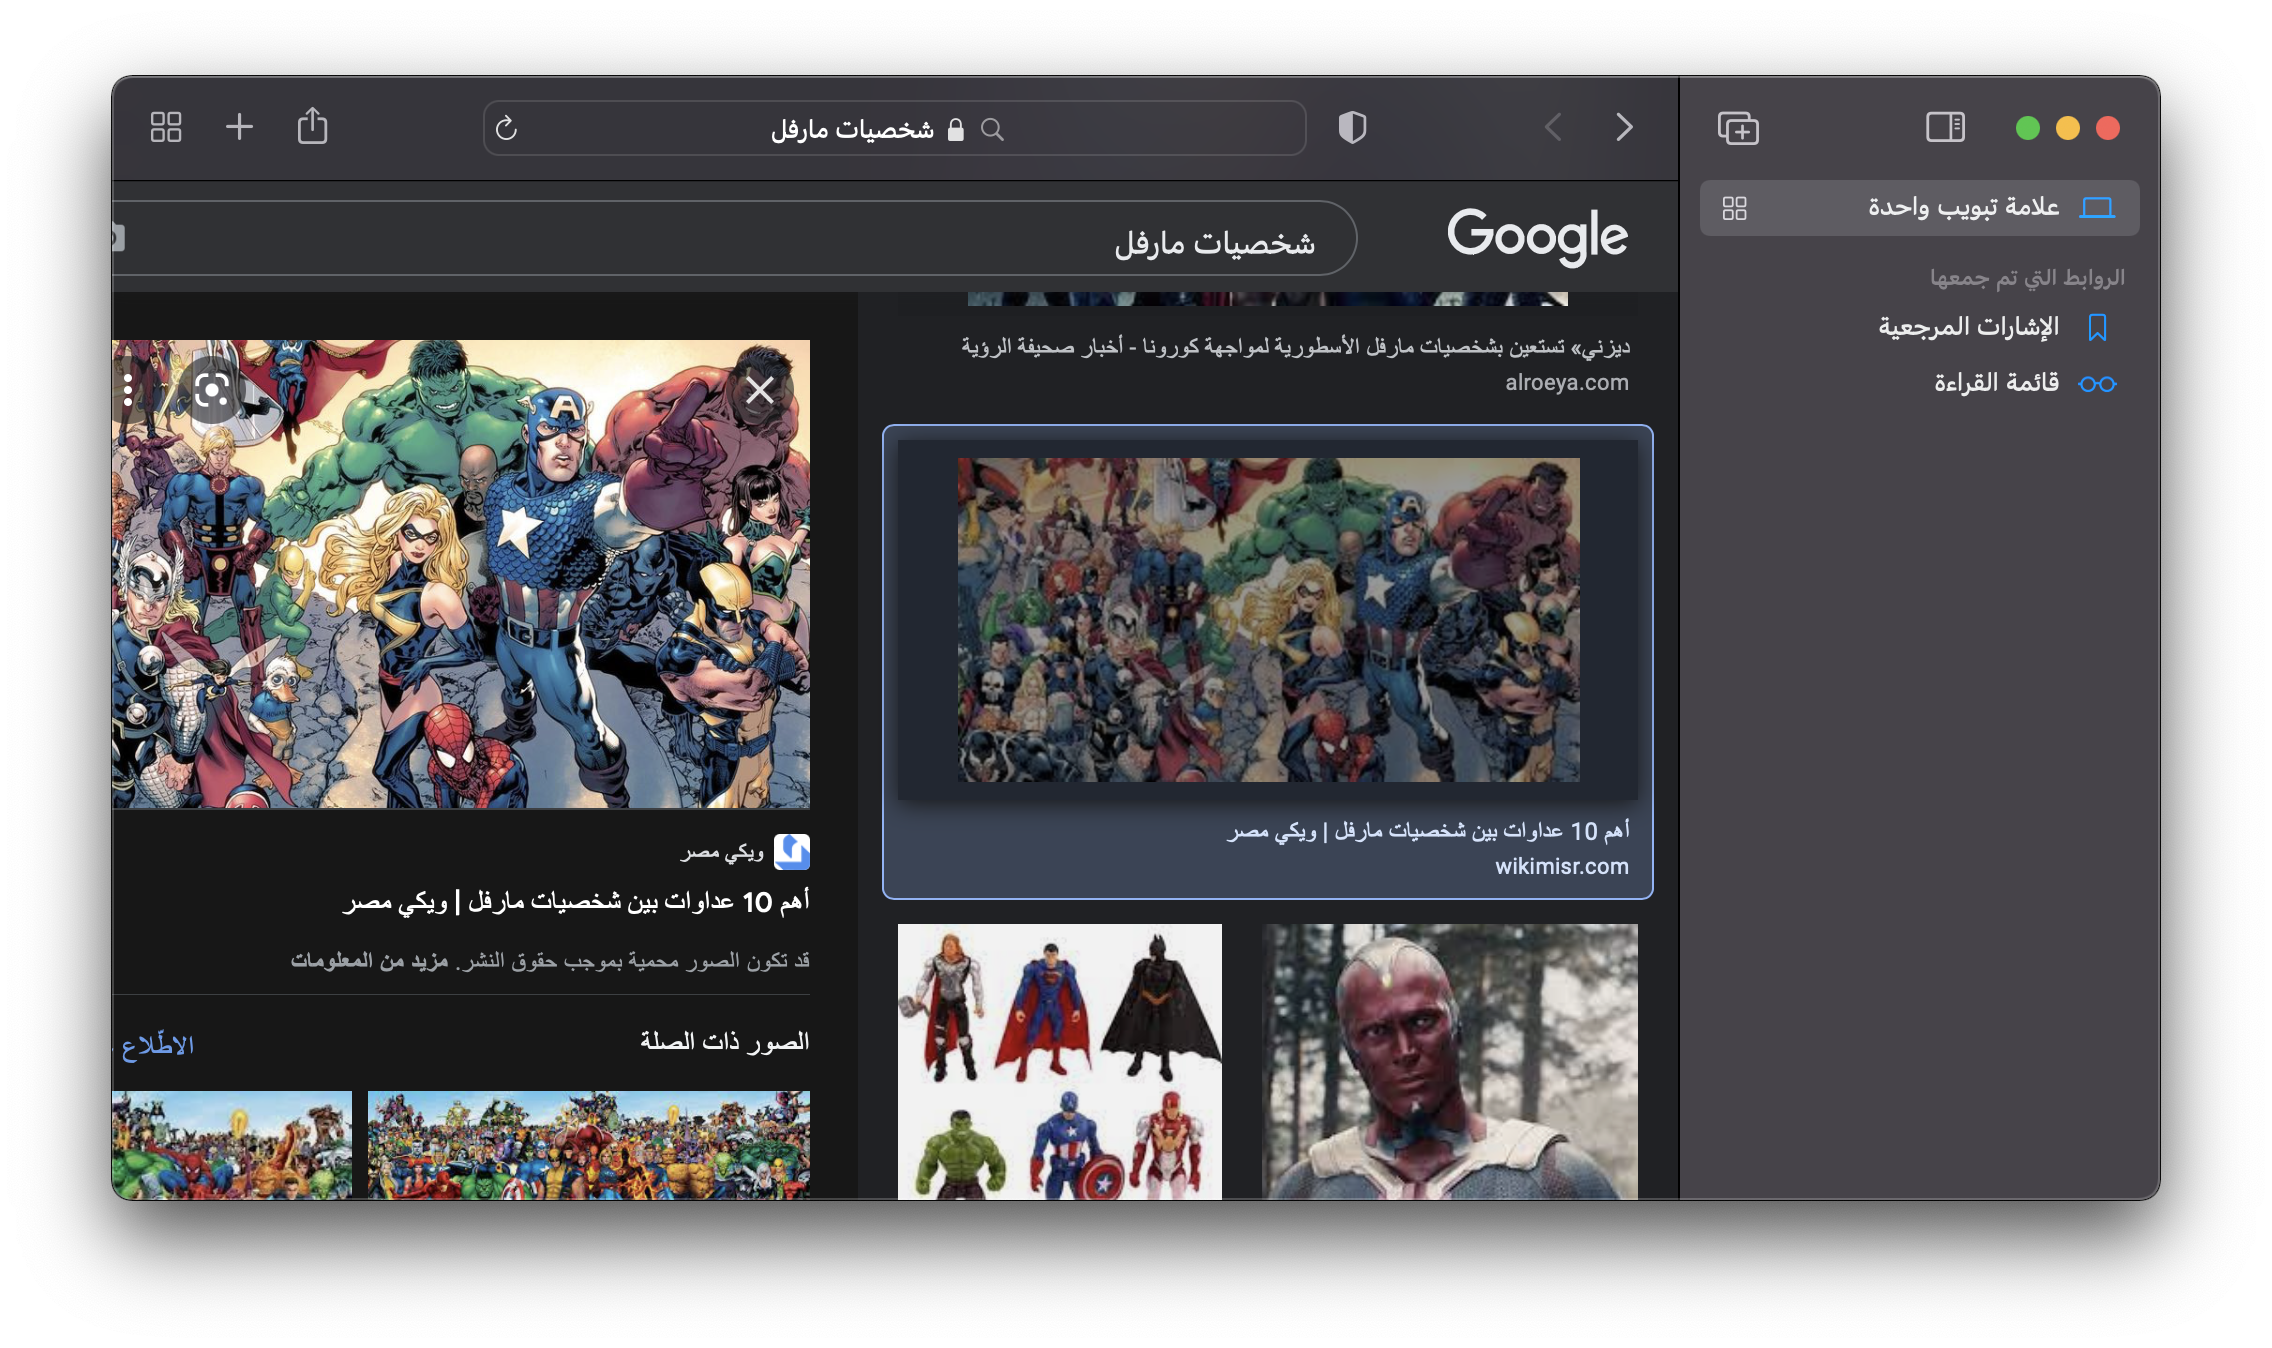 شخصيات مارفل
علامة تبويب واحدة
الروابط التي تم جمعها
الإشارات المرجعية
قائمة القراءة
Google
شخصيات مارفل
ديزني» تستعين بشخصيات مارفل الأسطورية لمواجهة كورونا - أخبار صحيفة الرؤية
alroeya.com
أهم 10 عداوات بين شخصيات مارفل | ويكي مصر
wikimisr.com
ويكي مصر
أهم 10 عداوات بين شخصيات مارفل | ويكي مصر
قد تكون الصور محمية بموجب حقوق النشر. مزيد من المعلومات
الصور ذات الصلة
الاطّلاع